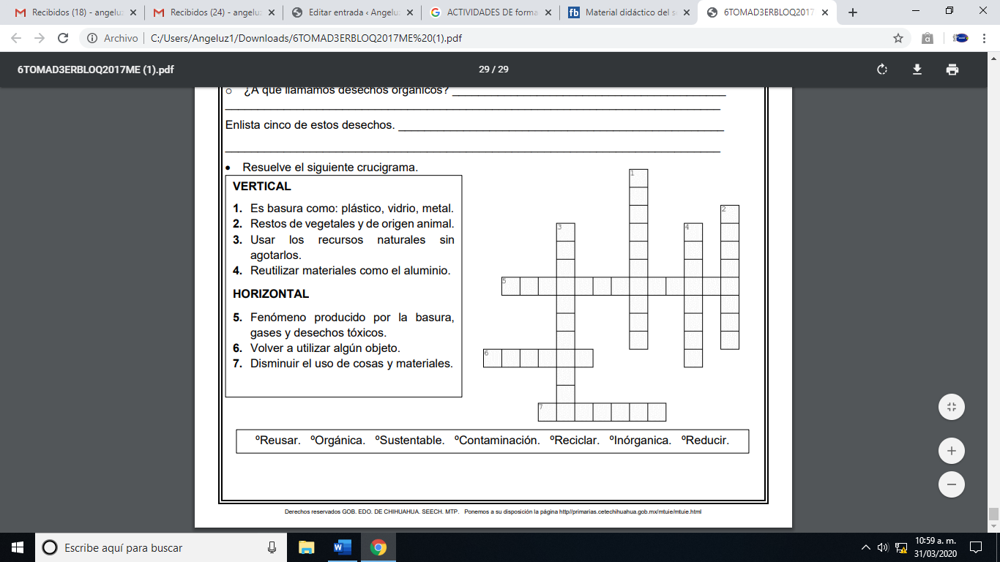 Recibidos (18) - angeluz
Recibidos (24) - angeluz
Editar entrada ‹ Angeluz
ACTIVIDADES DE forma
Material didáctico del s
6TOMAD3ERBLOQ2017
Archivo
C:/Users/Angeluz1/Downloads/6TOMAD3ERBLOQ2017ME%20(1).pdf
6TOMAD3ERBLOQ2017ME (1).pdf
29 / 29
○ ¿A qué llamamos desechos orgánicos?
Enlista cinco de estos desechos.
• Resuelve el siguiente crucigrama.
VERTICAL
1. Es basura como: plástico, vidrio, metal.
2. Restos de vegetales y de origen animal.
3. Usar los recursos naturales sin
agotarlos.
4. Reutilizar materiales como el aluminio.
HORIZONTAL
5. Fenómeno producido por la basura,
gases y desechos tóxicos.
6. Volver a utilizar algún objeto.
7. Disminuir el uso de cosas y materiales.
1
2
3
4
5
6
7
ºReusar. ºOrgánica. ºSustentable. ºContaminación. ºReciclar. ºInórganica. ºReducir.
Derechos reservados GOB. EDO. DE CHIHUAHUA. SEECH. MTP. Ponemos a su disposición la página http//primarias.cetechihuahua.gob.mx/mtuie/mtuie.html
Escribe aquí para buscar
10:59 a. m.
31/03/2020